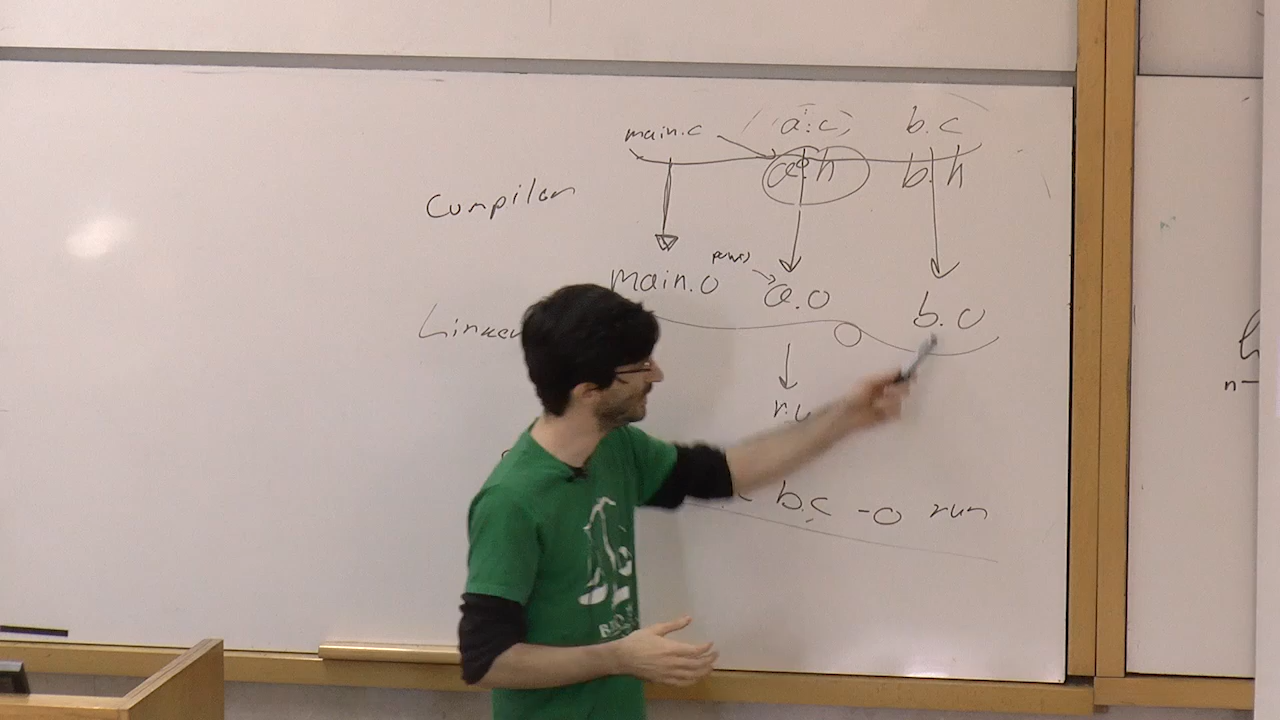 main.c a.c b.c
a.h b.h
Compiler
main.o a.o b.o
Linker
b.c -o run
n